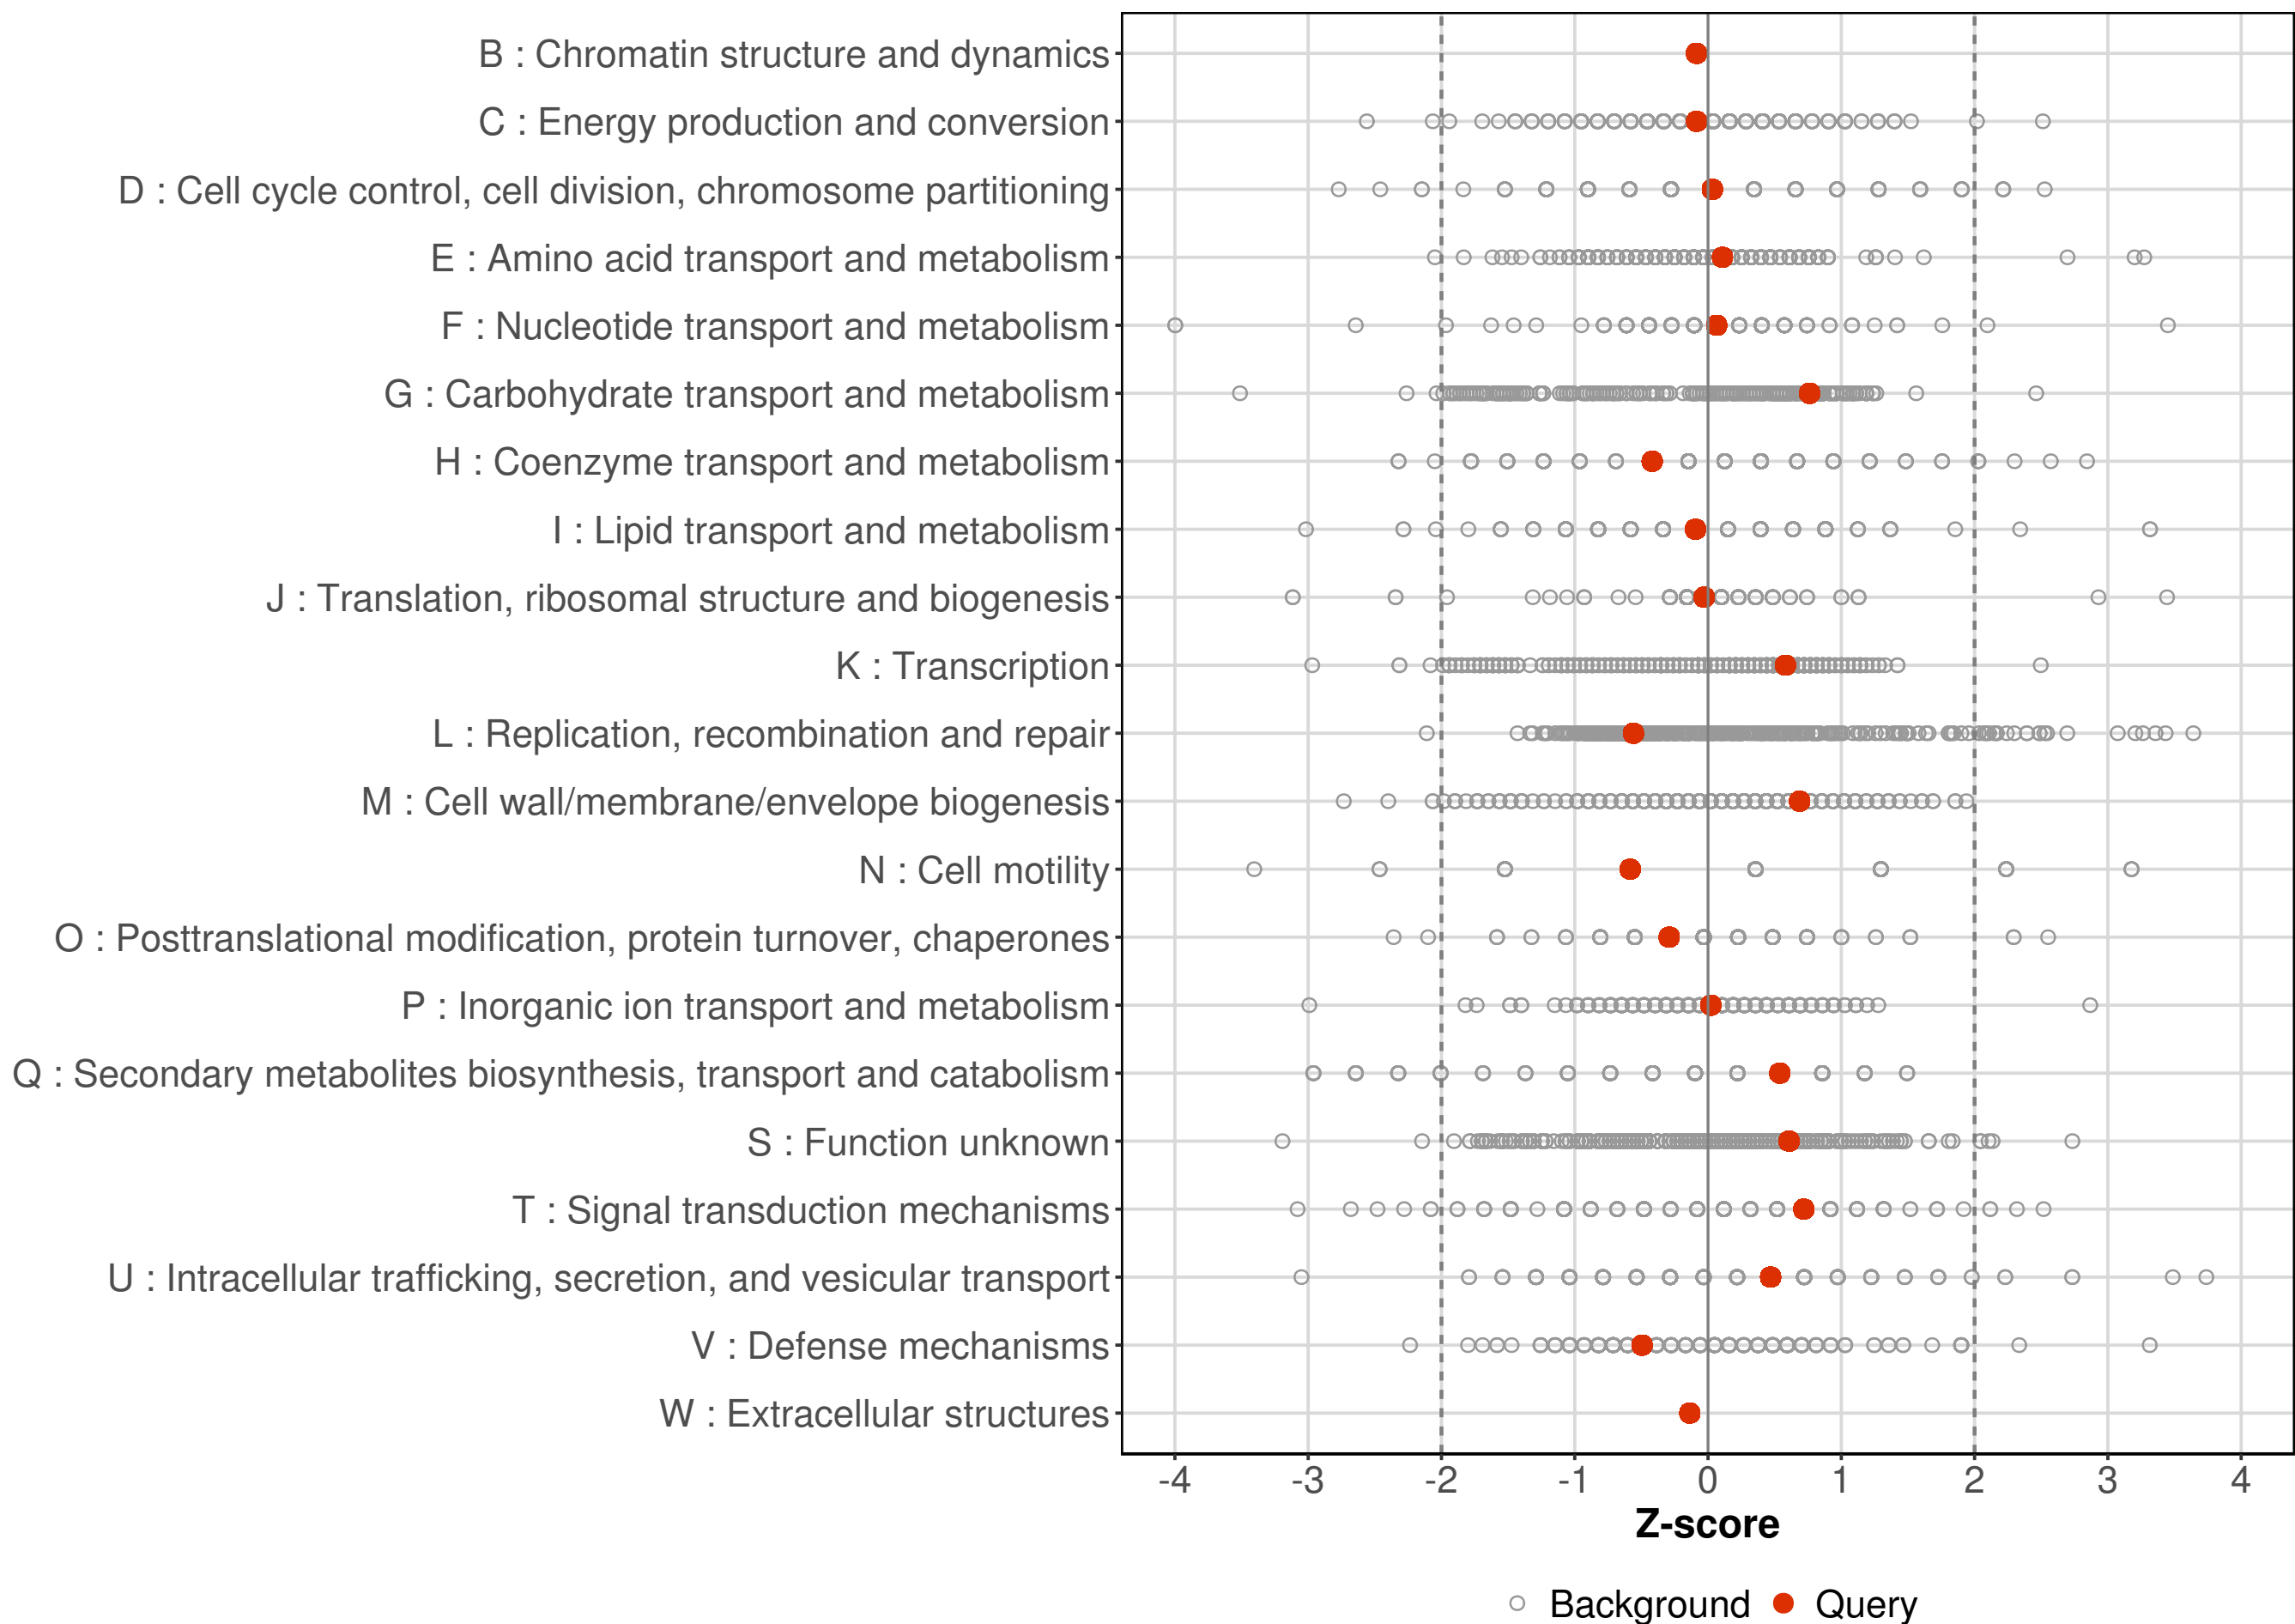 B : Chromatin structure and dynamics
C : Energy production and conversion
D : Cell cycle control, cell division, chromosome partitioning
E : Amino acid transport and metabolism
F : Nucleotide transport and metabolism
G : Carbohydrate transport and metabolism
H : Coenzyme transport and metabolism
I : Lipid transport and metabolism
J : Translation, ribosomal structure and biogenesis
K : Transcription
L : Replication, recombination and repair
M : Cell wall/membrane/envelope biogenesis
N : Cell motility
O : Posttranslational modification, protein turnover, chaperones
P : Inorganic ion transport and metabolism
Q : Secondary metabolites biosynthesis, transport and catabolism
S : Function unknown
T : Signal transduction mechanisms
U : Intracellular trafficking, secretion, and vesicular transport
V : Defense mechanisms
W : Extracellular structures
-4 -3 -2 -1 0 1 2 3 4
Z-score
Background Query